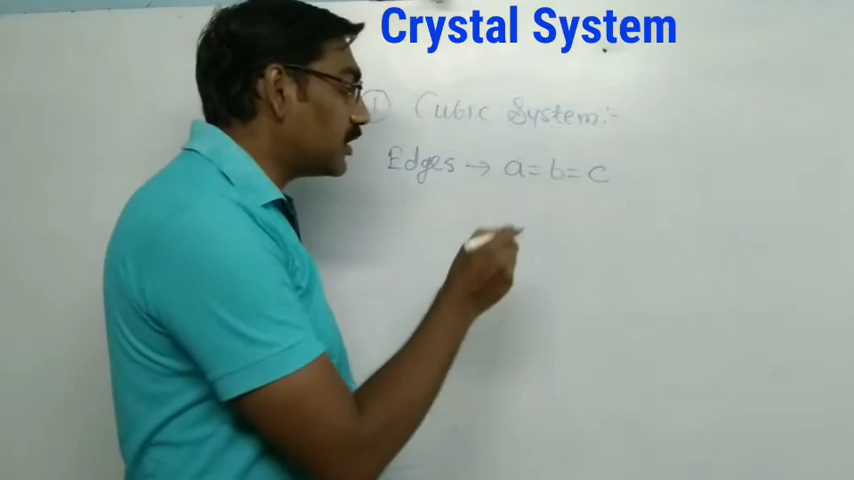 Crystal System
1) Cubic System:-
Edges → a = b = c